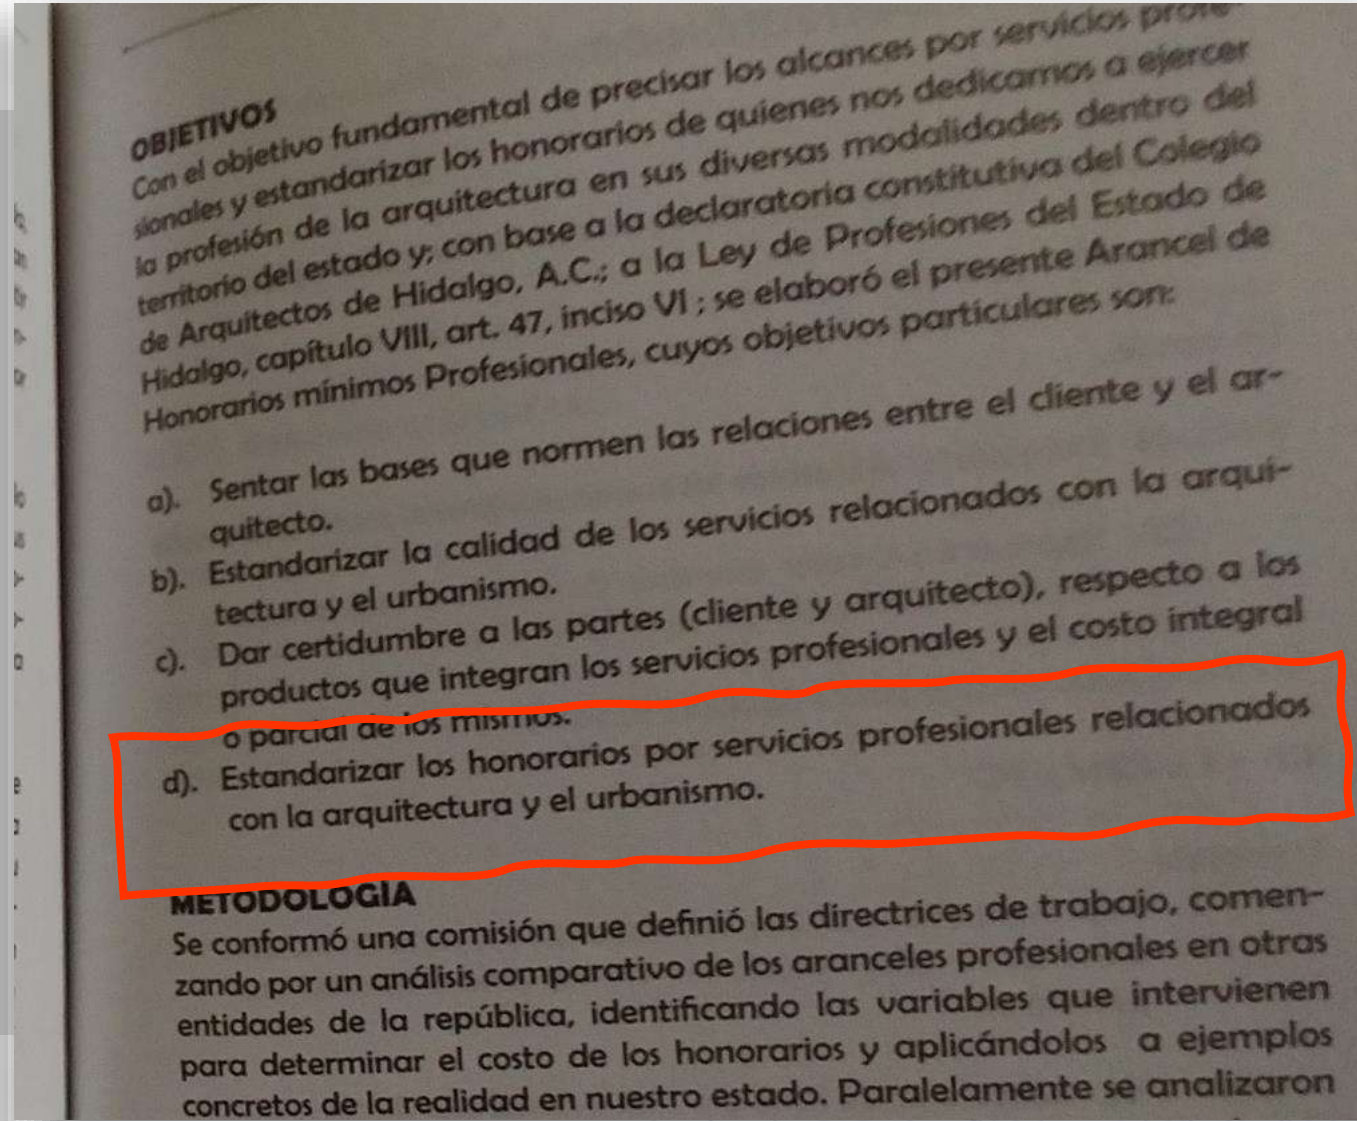 OBJETIVOS
Con el objetivo fundamental de precisar los alcances por servicios profe-
sionales y estandarizar los honorarios de quienes nos dedicamos a ejercer
la profesión de la arquitectura en sus diversas modalidades dentro del
territorio del estado y; con base a la declaratoria constitutiva del Colegio
de Arquitectos de Hidalgo, A.C.; a la Ley de Profesiones del Estado de
Hidalgo, capítulo VIII, art. 47, inciso VI ; se elaboró el presente Arancel de
Honorarios mínimos Profesionales, cuyos objetivos particulares son:
a). Sentar las bases que normen las relaciones entre el cliente y el ar-
quitecto.
b). Estandarizar la calidad de los servicios relacionados con la arqui-
tectura y el urbanismo.
c). Dar certidumbre a las partes (cliente y arquitecto), respecto a los
productos que integran los servicios profesionales y el costo integral
o parcial de los mismos.
d). Estandarizar los honorarios por servicios profesionales relacionados
con la arquitectura y el urbanismo.
METODOLOGÍA
Se conformó una comisión que definió las directrices de trabajo, comen-
zando por un análisis comparativo de los aranceles profesionales en otras
entidades de la república, identificando las variables que intervienen
para determinar el costo de los honorarios y aplicándolos a ejemplos
concretos de la realidad en nuestro estado. Paralelamente se analizaron